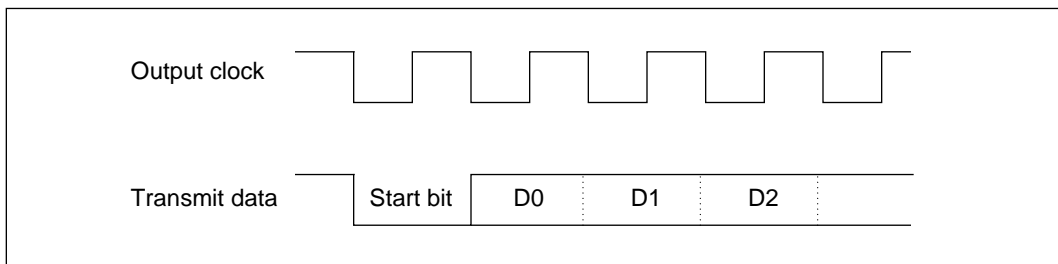 Output clock
Transmit data
Start bit
D0
D1
D2